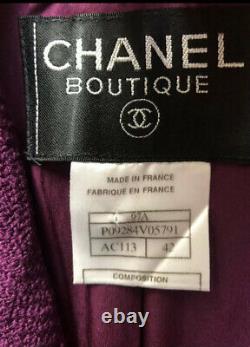 CHANEL
BOUTIQUE
MADE IN FRANCE
FABRIQUE EN FRANCE
97A
P09284V05791
AC113 42
COMPOSITION